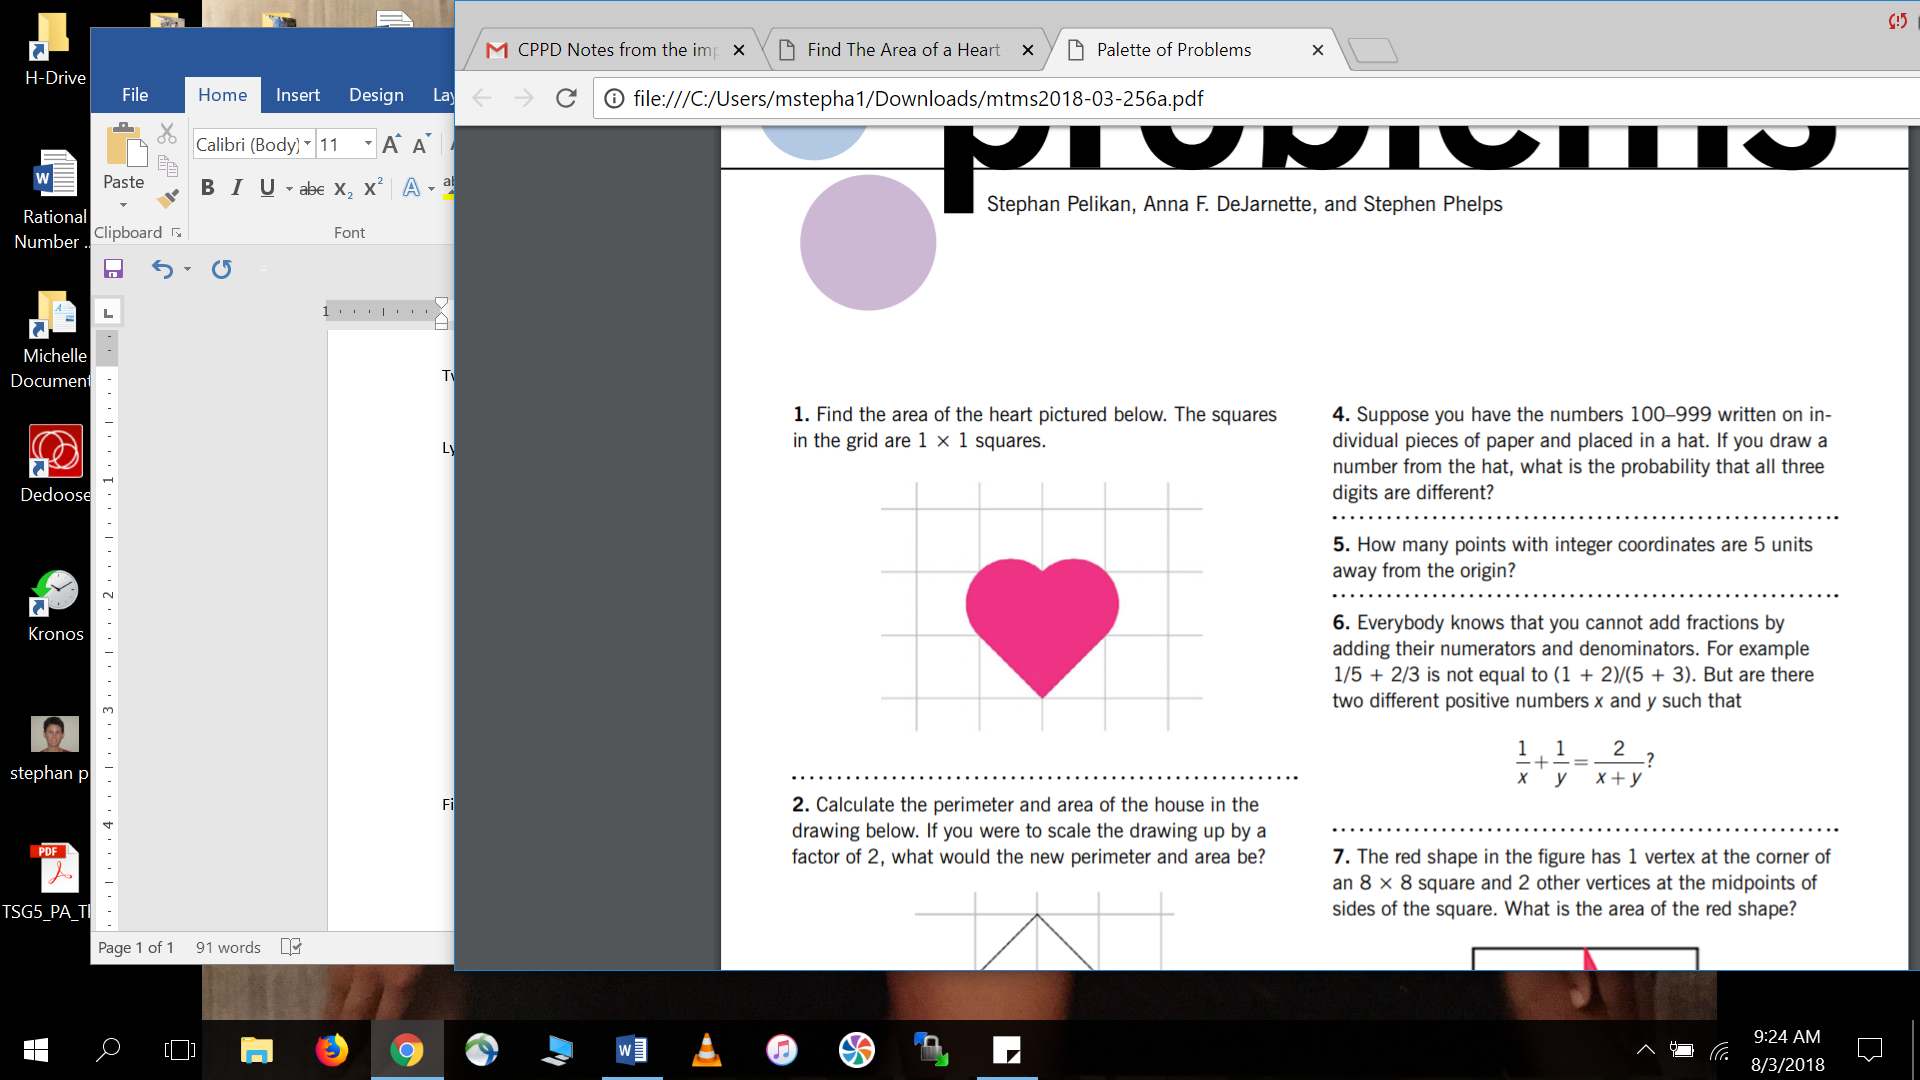 H-Drive
Rational
Number ...
Michelle
Document
Dedoose
Kronos
stephan p
PDF
TSG5_PA_T
File
Home
Insert
Design
Calibri (Body)
11
Paste
B I U abc X2 X2 A
Clipboard
Font
1
1
2
3
4
Page 1 of 1
91 words
CPPD Notes from the imp
Find The Area of a Heart
Palette of Problems
file:///C:/Users/mstepha1/Downloads/mtms2018-03-256a.pdf
problems
Stephan Pelikan, Anna F. DeJarnette, and Stephen Phelps
1. Find the area of the heart pictured below. The squares
in the grid are 1 × 1 squares.
2. Calculate the perimeter and area of the house in the
drawing below. If you were to scale the drawing up by a
factor of 2, what would the new perimeter and area be?
4. Suppose you have the numbers 100–999 written on in-
dividual pieces of paper and placed in a hat. If you draw a
number from the hat, what is the probability that all three
digits are different?
5. How many points with integer coordinates are 5 units
away from the origin?
6. Everybody knows that you cannot add fractions by
adding their numerators and denominators. For example
1/5 + 2/3 is not equal to (1 + 2)/(5 + 3). But are there
two different positive numbers x and y such that
1/x + 1/y = 2/(x + y)?
7. The red shape in the figure has 1 vertex at the corner of
an 8 × 8 square and 2 other vertices at the midpoints of
sides of the square. What is the area of the red shape?
9:24 AM
8/3/2018